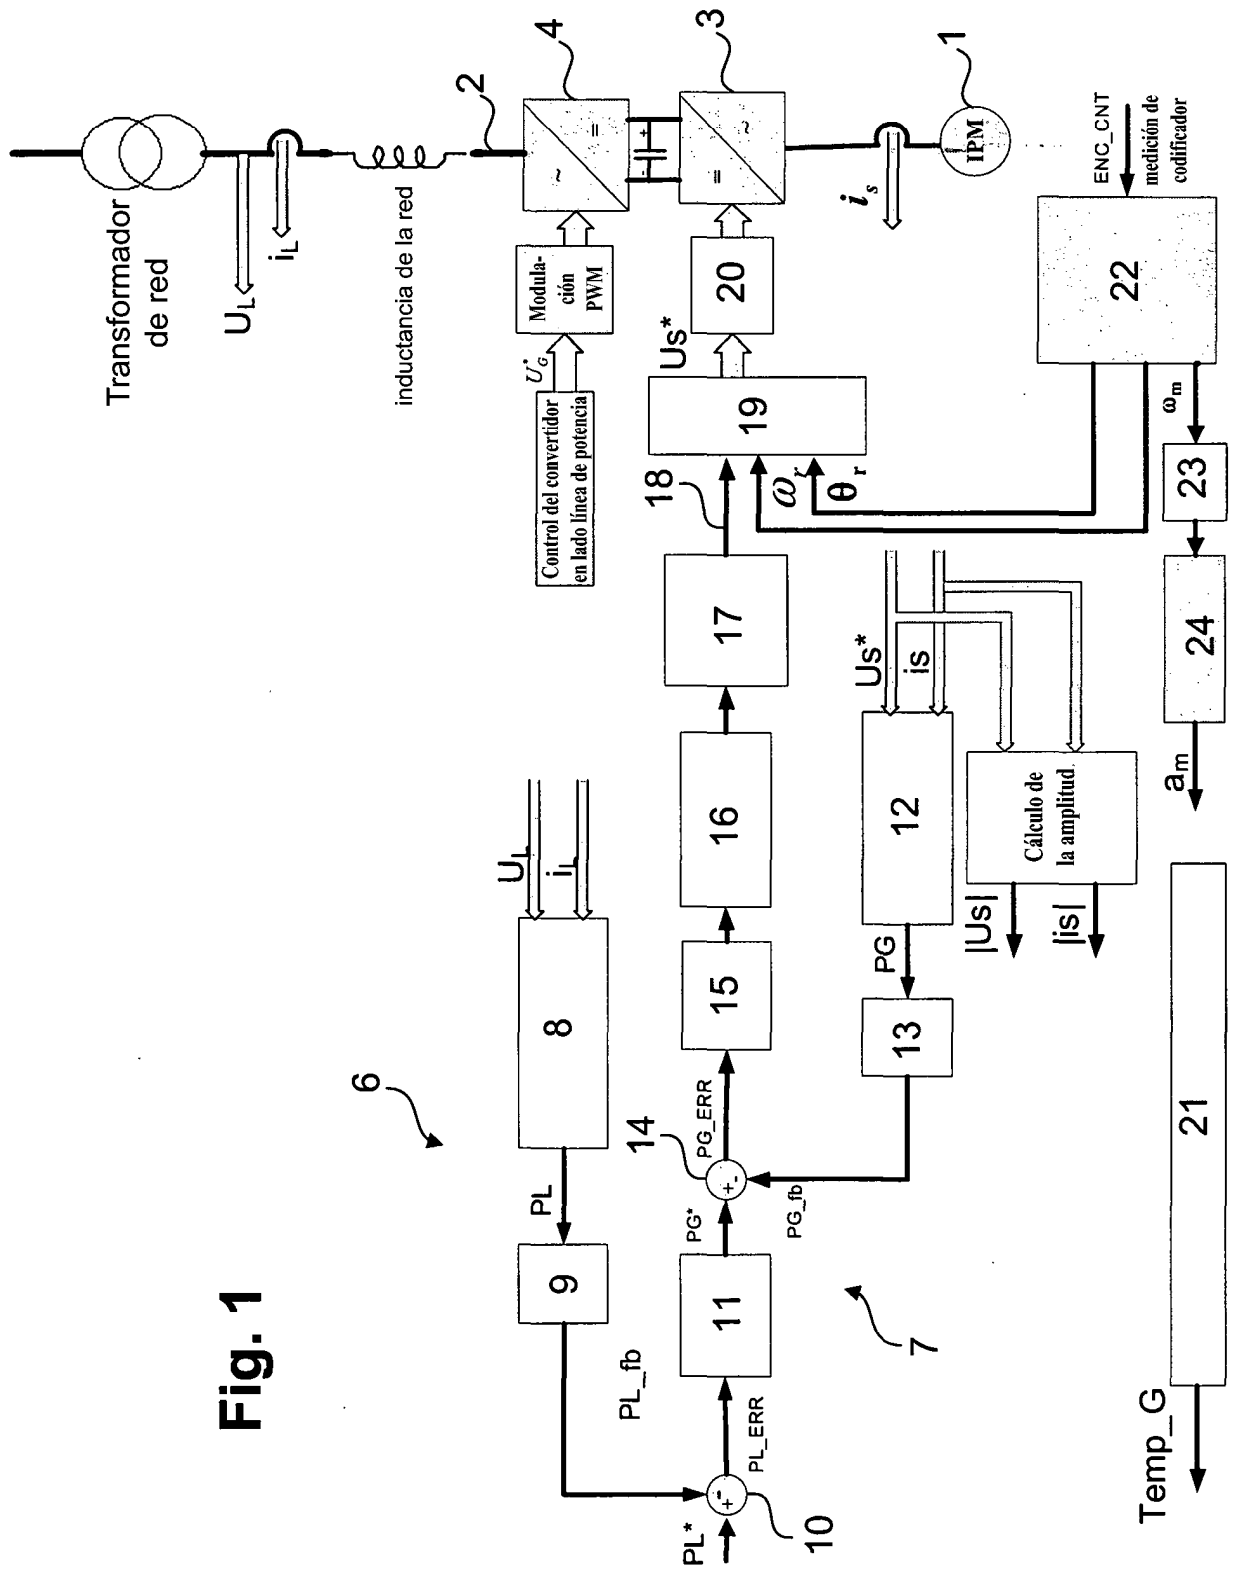 Fig. 1
Transformador
de red
U_L
i_L
inductancia de la red
2
4
3
1
~
=
- +
=
~
IPM
i_s
Modula-
ción
PWM
U*_G
Control del convertidor
en lado línea de potencia
20
Us*
19
18
ω_r
θ_r
ENC_CNT
medición de
codificador
22
ω_m
23
24
a_m
17
16
15
PG_ERR
14
+ -
PG*
PG_fb
11
PL_ERR
10
+ -
PL*
PL_fb
9
PL
8
U_L
i_L
6
7
Us*
is
12
PG
13
Cálculo de
la amplitud
|Us|
|is|
21
Temp_G